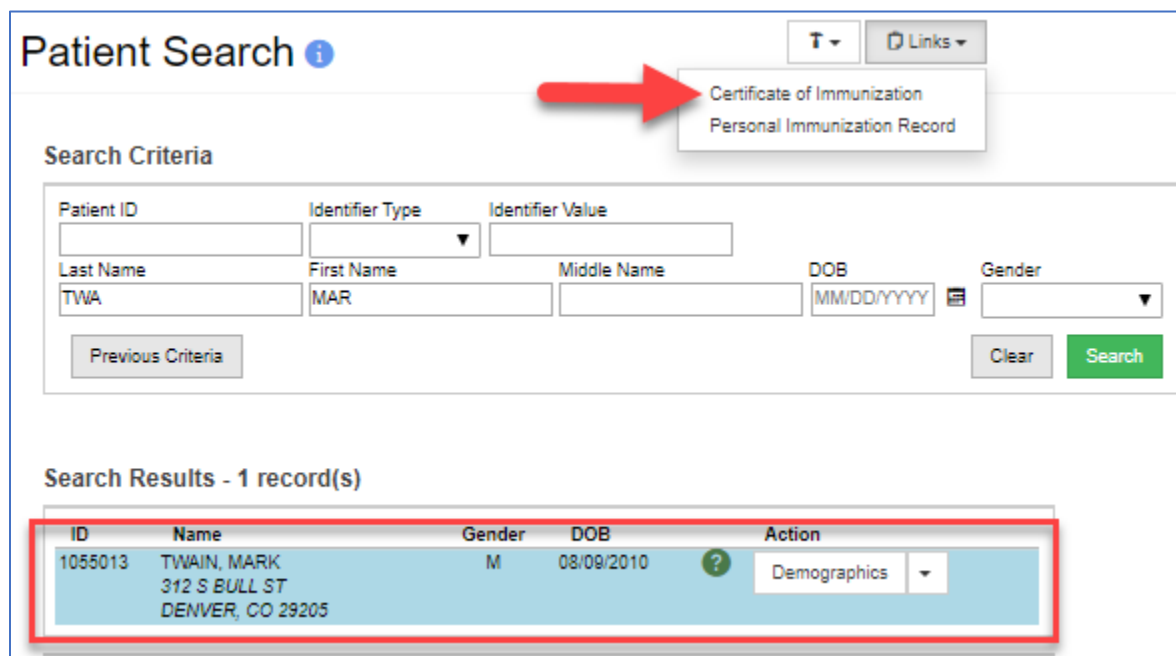 Patient Search i
T Links
Certificate of Immunization
Personal Immunization Record
Search Criteria
Patient ID Identifier Type Identifier Value
Last Name First Name Middle Name DOB Gender
TWA MAR MM/DD/YYYY
Previous Criteria Clear Search
Search Results - 1 record(s)
ID Name Gender DOB Action
1055013 TWAIN, MARK M 08/09/2010 ? Demographics
312 S BULL ST
DENVER, CO 29205